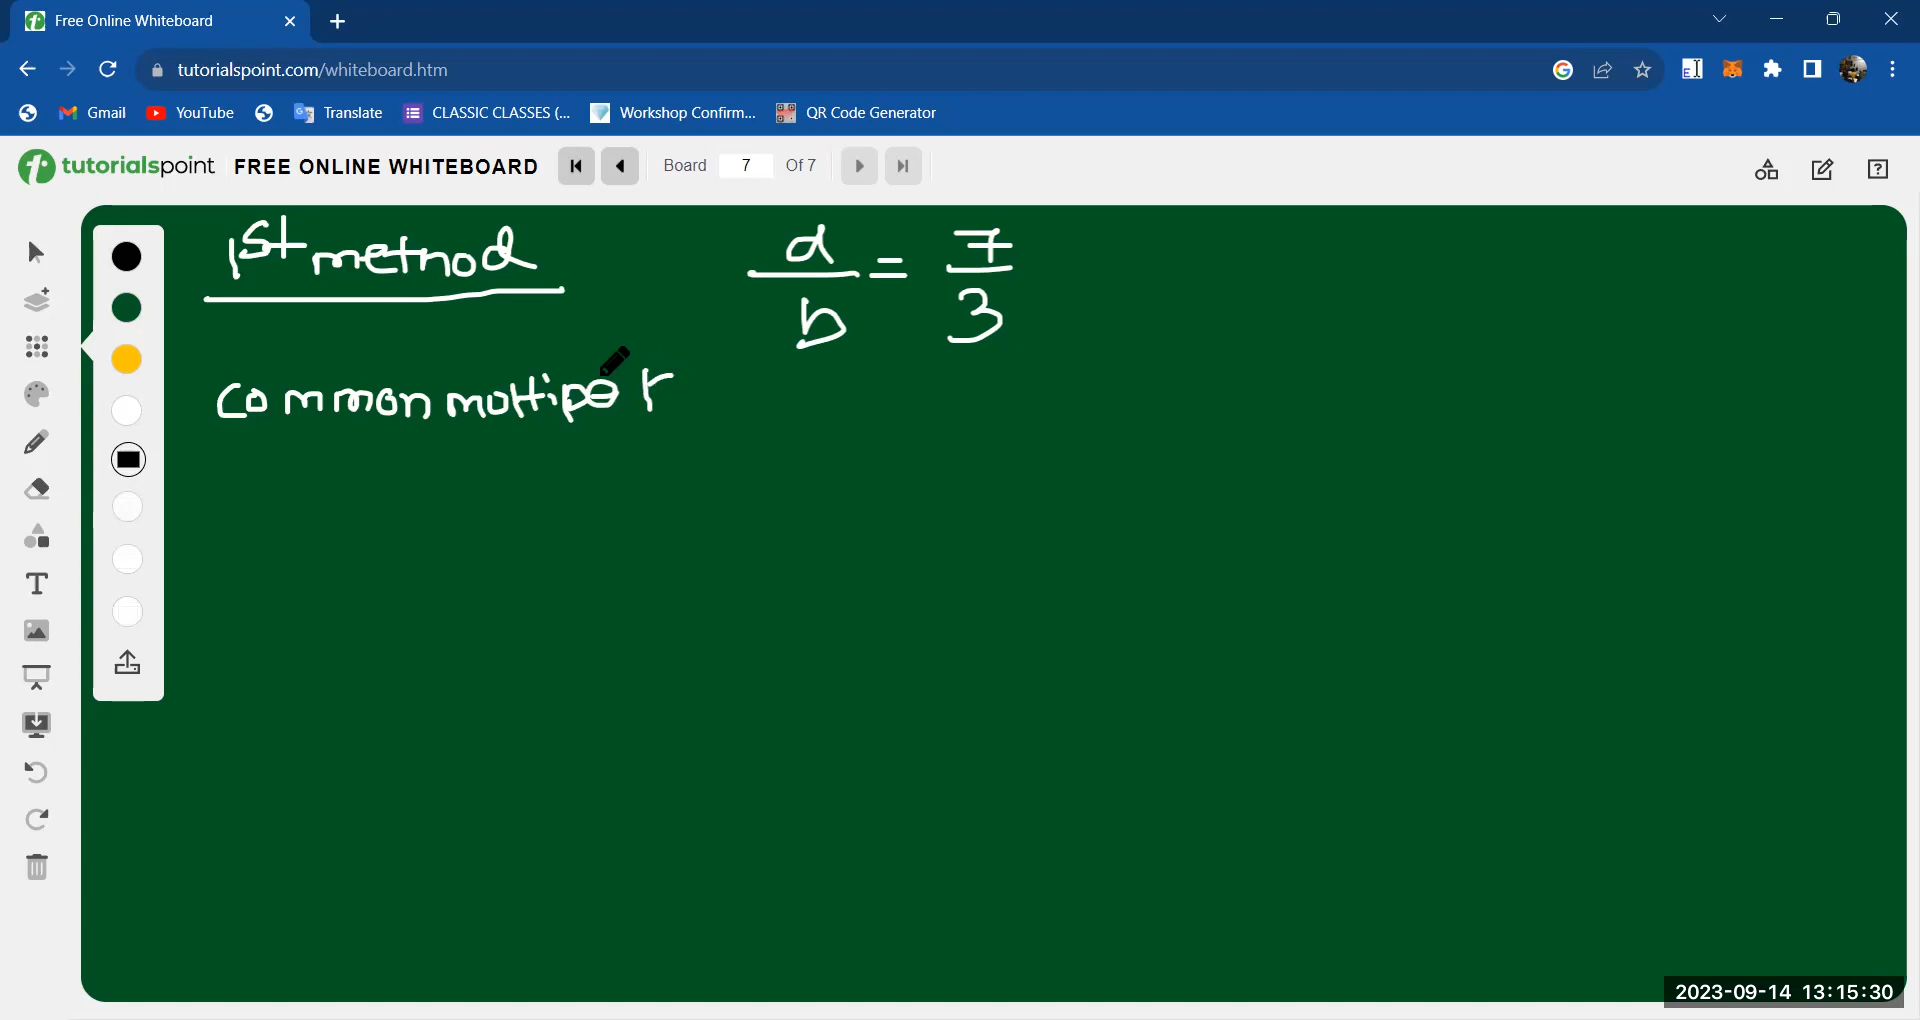 Free Online Whiteboard
tutorialspoint.com/whiteboard.htm
Gmail YouTube Translate CLASSIC CLASSES (... Workshop Confirm... QR Code Generator
tutorialspoint FREE ONLINE WHITEBOARD Board 7 Of 7
1st method
a/b = 7/3
common multiper
2023-09-14 13:15:30